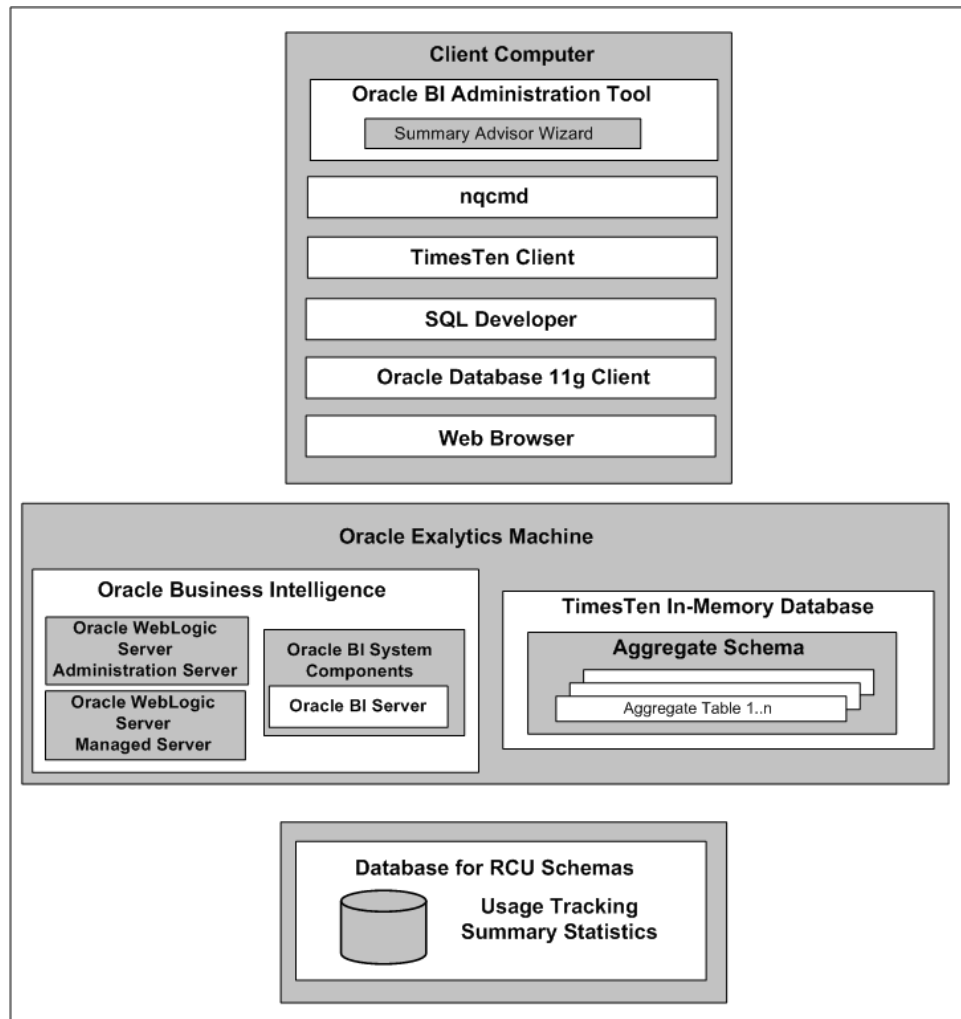 Client Computer
Oracle BI Administration Tool
Summary Advisor Wizard
nqcmd
TimesTen Client
SQL Developer
Oracle Database 11g Client
Web Browser
Oracle Exalytics Machine
Oracle Business Intelligence
Oracle WebLogic
Server
Administration Server
Oracle WebLogic
Server
Managed Server
Oracle BI System
Components
Oracle BI Server
TimesTen In-Memory Database
Aggregate Schema
Aggregate Table 1..n
Database for RCU Schemas
Usage Tracking
Summary Statistics